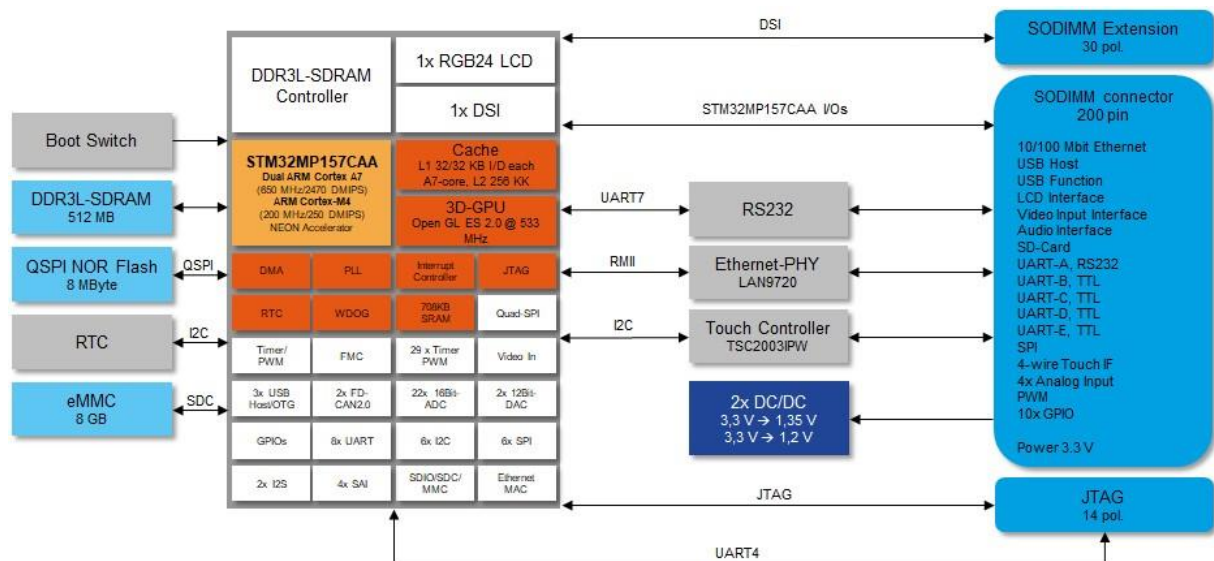 DSI
SODIMM Extension
30 pol.
DDR3L-SDRAM
Controller
1x RGB24 LCD
1x DSI
STM32MP157CAA I/Os
SODIMM connector
200 pin
10/100 Mbit Ethernet
USB Host
USB Function
LCD Interface
Video Input Interface
Audio Interface
SD-Card
UART-A, RS232
UART-B, TTL
UART-C, TTL
UART-D, TTL
UART-E, TTL
SPI
4-wire Touch IF
4x Analog Input
PWM
10x GPIO
Power 3.3 V
Boot Switch
STM32MP157CAA
Dual ARM Cortex A7
(650 MHz/2470 DMIPS)
ARM Cortex-M4
(200 MHz/250 DMIPS)
NEON Accelerator
Cache
L1 32/32 KB I/D each
A7-core, L2 256 KK
3D-GPU
Open GL ES 2.0 @ 533
MHz
DDR3L-SDRAM
512 MB
UART7
RS232
QSPI NOR Flash
8 MByte
QSPI
DMA
PLL
Interrupt
Controller
JTAG
RMII
Ethernet-PHY
LAN9720
RTC
I2C
RTC
WDOG
708KB
SRAM
Quad-SPI
I2C
Touch Controller
TSC2003IPW
Timer/
PWM
FMC
29 x Timer
PWM
Video In
eMMC
8 GB
SDC
3x USB
Host/OTG
2x FD-
CAN2.0
22x 16Bit-
ADC
2x 12Bit-
DAC
2x DC/DC
3,3 V → 1,35 V
3,3 V → 1,2 V
GPIOs
8x UART
6x I2C
6x SPI
2x I2S
4x SAI
SDIO/SDC/
MMC
Ethernet
MAC
JTAG
JTAG
14 pol.
UART4